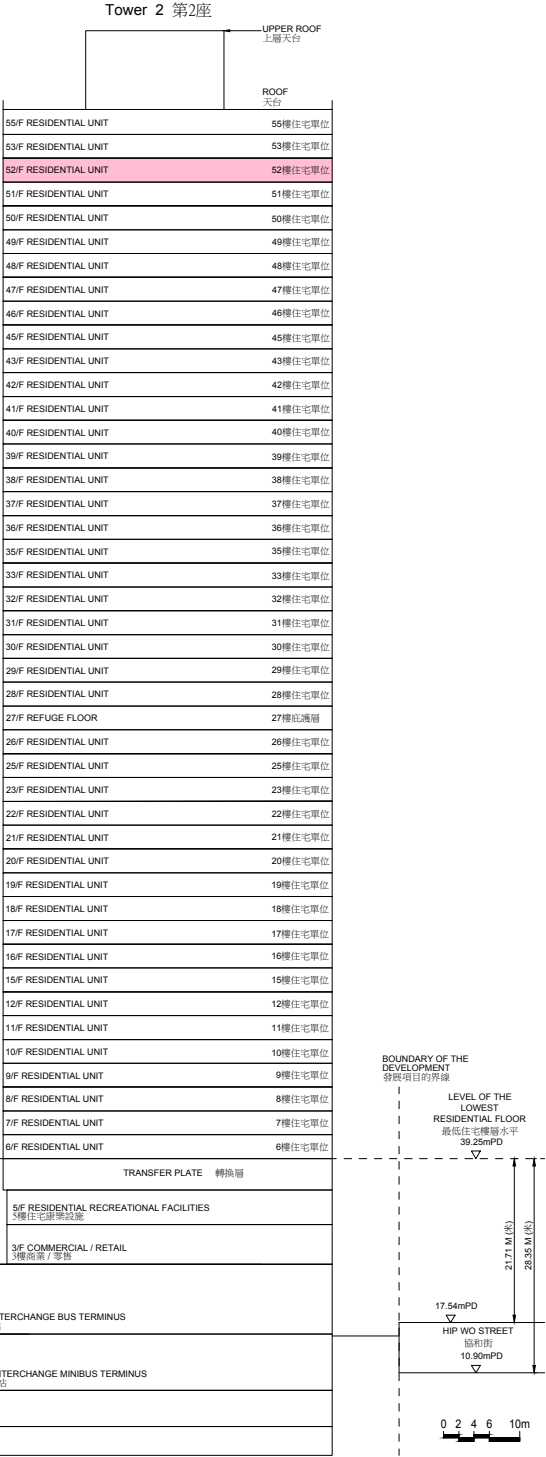 Tower 2 第2座
UPPER ROOF
上層天台
ROOF
天台
55/F RESIDENTIAL UNIT 55樓住宅單位
53/F RESIDENTIAL UNIT 53樓住宅單位
52/F RESIDENTIAL UNIT 52樓住宅單位
51/F RESIDENTIAL UNIT 51樓住宅單位
50/F RESIDENTIAL UNIT 50樓住宅單位
49/F RESIDENTIAL UNIT 49樓住宅單位
48/F RESIDENTIAL UNIT 48樓住宅單位
47/F RESIDENTIAL UNIT 47樓住宅單位
46/F RESIDENTIAL UNIT 46樓住宅單位
45/F RESIDENTIAL UNIT 45樓住宅單位
43/F RESIDENTIAL UNIT 43樓住宅單位
42/F RESIDENTIAL UNIT 42樓住宅單位
41/F RESIDENTIAL UNIT 41樓住宅單位
40/F RESIDENTIAL UNIT 40樓住宅單位
39/F RESIDENTIAL UNIT 39樓住宅單位
38/F RESIDENTIAL UNIT 38樓住宅單位
37/F RESIDENTIAL UNIT 37樓住宅單位
36/F RESIDENTIAL UNIT 36樓住宅單位
35/F RESIDENTIAL UNIT 35樓住宅單位
33/F RESIDENTIAL UNIT 33樓住宅單位
32/F RESIDENTIAL UNIT 32樓住宅單位
31/F RESIDENTIAL UNIT 31樓住宅單位
30/F RESIDENTIAL UNIT 30樓住宅單位
29/F RESIDENTIAL UNIT 29樓住宅單位
28/F RESIDENTIAL UNIT 28樓住宅單位
27/F REFUGE FLOOR 27樓庇護層
26/F RESIDENTIAL UNIT 26樓住宅單位
25/F RESIDENTIAL UNIT 25樓住宅單位
23/F RESIDENTIAL UNIT 23樓住宅單位
22/F RESIDENTIAL UNIT 22樓住宅單位
21/F RESIDENTIAL UNIT 21樓住宅單位
20/F RESIDENTIAL UNIT 20樓住宅單位
19/F RESIDENTIAL UNIT 19樓住宅單位
18/F RESIDENTIAL UNIT 18樓住宅單位
17/F RESIDENTIAL UNIT 17樓住宅單位
16/F RESIDENTIAL UNIT 16樓住宅單位
15/F RESIDENTIAL UNIT 15樓住宅單位
12/F RESIDENTIAL UNIT 12樓住宅單位
11/F RESIDENTIAL UNIT 11樓住宅單位
10/F RESIDENTIAL UNIT 10樓住宅單位
9/F RESIDENTIAL UNIT 9樓住宅單位
8/F RESIDENTIAL UNIT 8樓住宅單位
7/F RESIDENTIAL UNIT 7樓住宅單位
6/F RESIDENTIAL UNIT 6樓住宅單位
BOUNDARY OF THE
DEVELOPMENT
發展項目的界線
LEVEL OF THE
LOWEST
RESIDENTIAL FLOOR
最低住宅樓層水平
39.25mPD
TRANSFER PLATE 轉換層
5/F RESIDENTIAL RECREATIONAL FACILITIES
5樓住宅康樂設施
3/F COMMERCIAL / RETAIL
3樓商業 / 零售
21.71 M (米)
28.35 M (米)
TERCHANGE BUS TERMINUS
17.54mPD
HIP WO STREET
協和街
10.90mPD
NTERCHANGE MINIBUS TERMINUS
站
0 2 4 6 10m